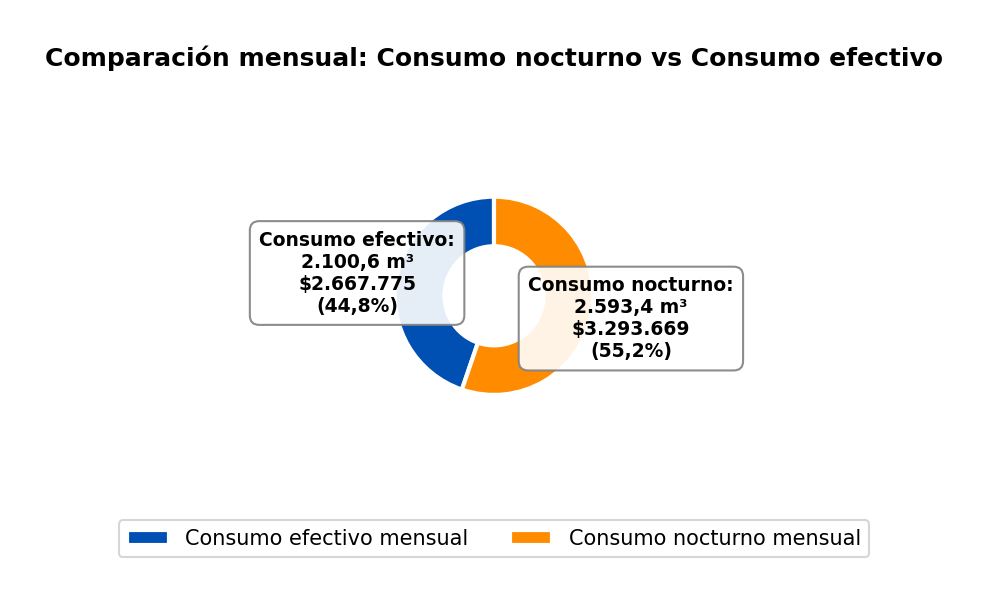 Comparación mensual: Consumo nocturno vs Consumo efectivo
Consumo efectivo:
2.100,6 m³
$2.667.775
(44,8%)
Consumo nocturno:
2.593,4 m³
$3.293.669
(55,2%)
Consumo efectivo mensual
Consumo nocturno mensual